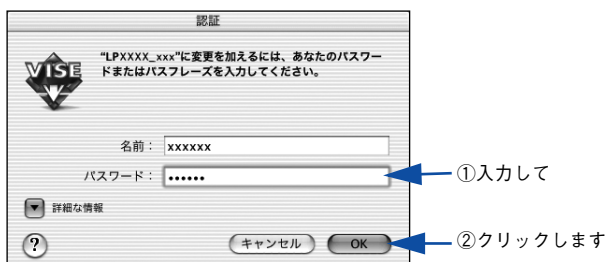 認証
VISE
"LPXXXX_xxx"に変更を加えるには、あなたのパスワー
ドまたはパスフレーズを入力してください。
名前： xxxxxx
パスワード： ••••••
①入力して
詳細な情報
? キャンセル OK
②クリックします